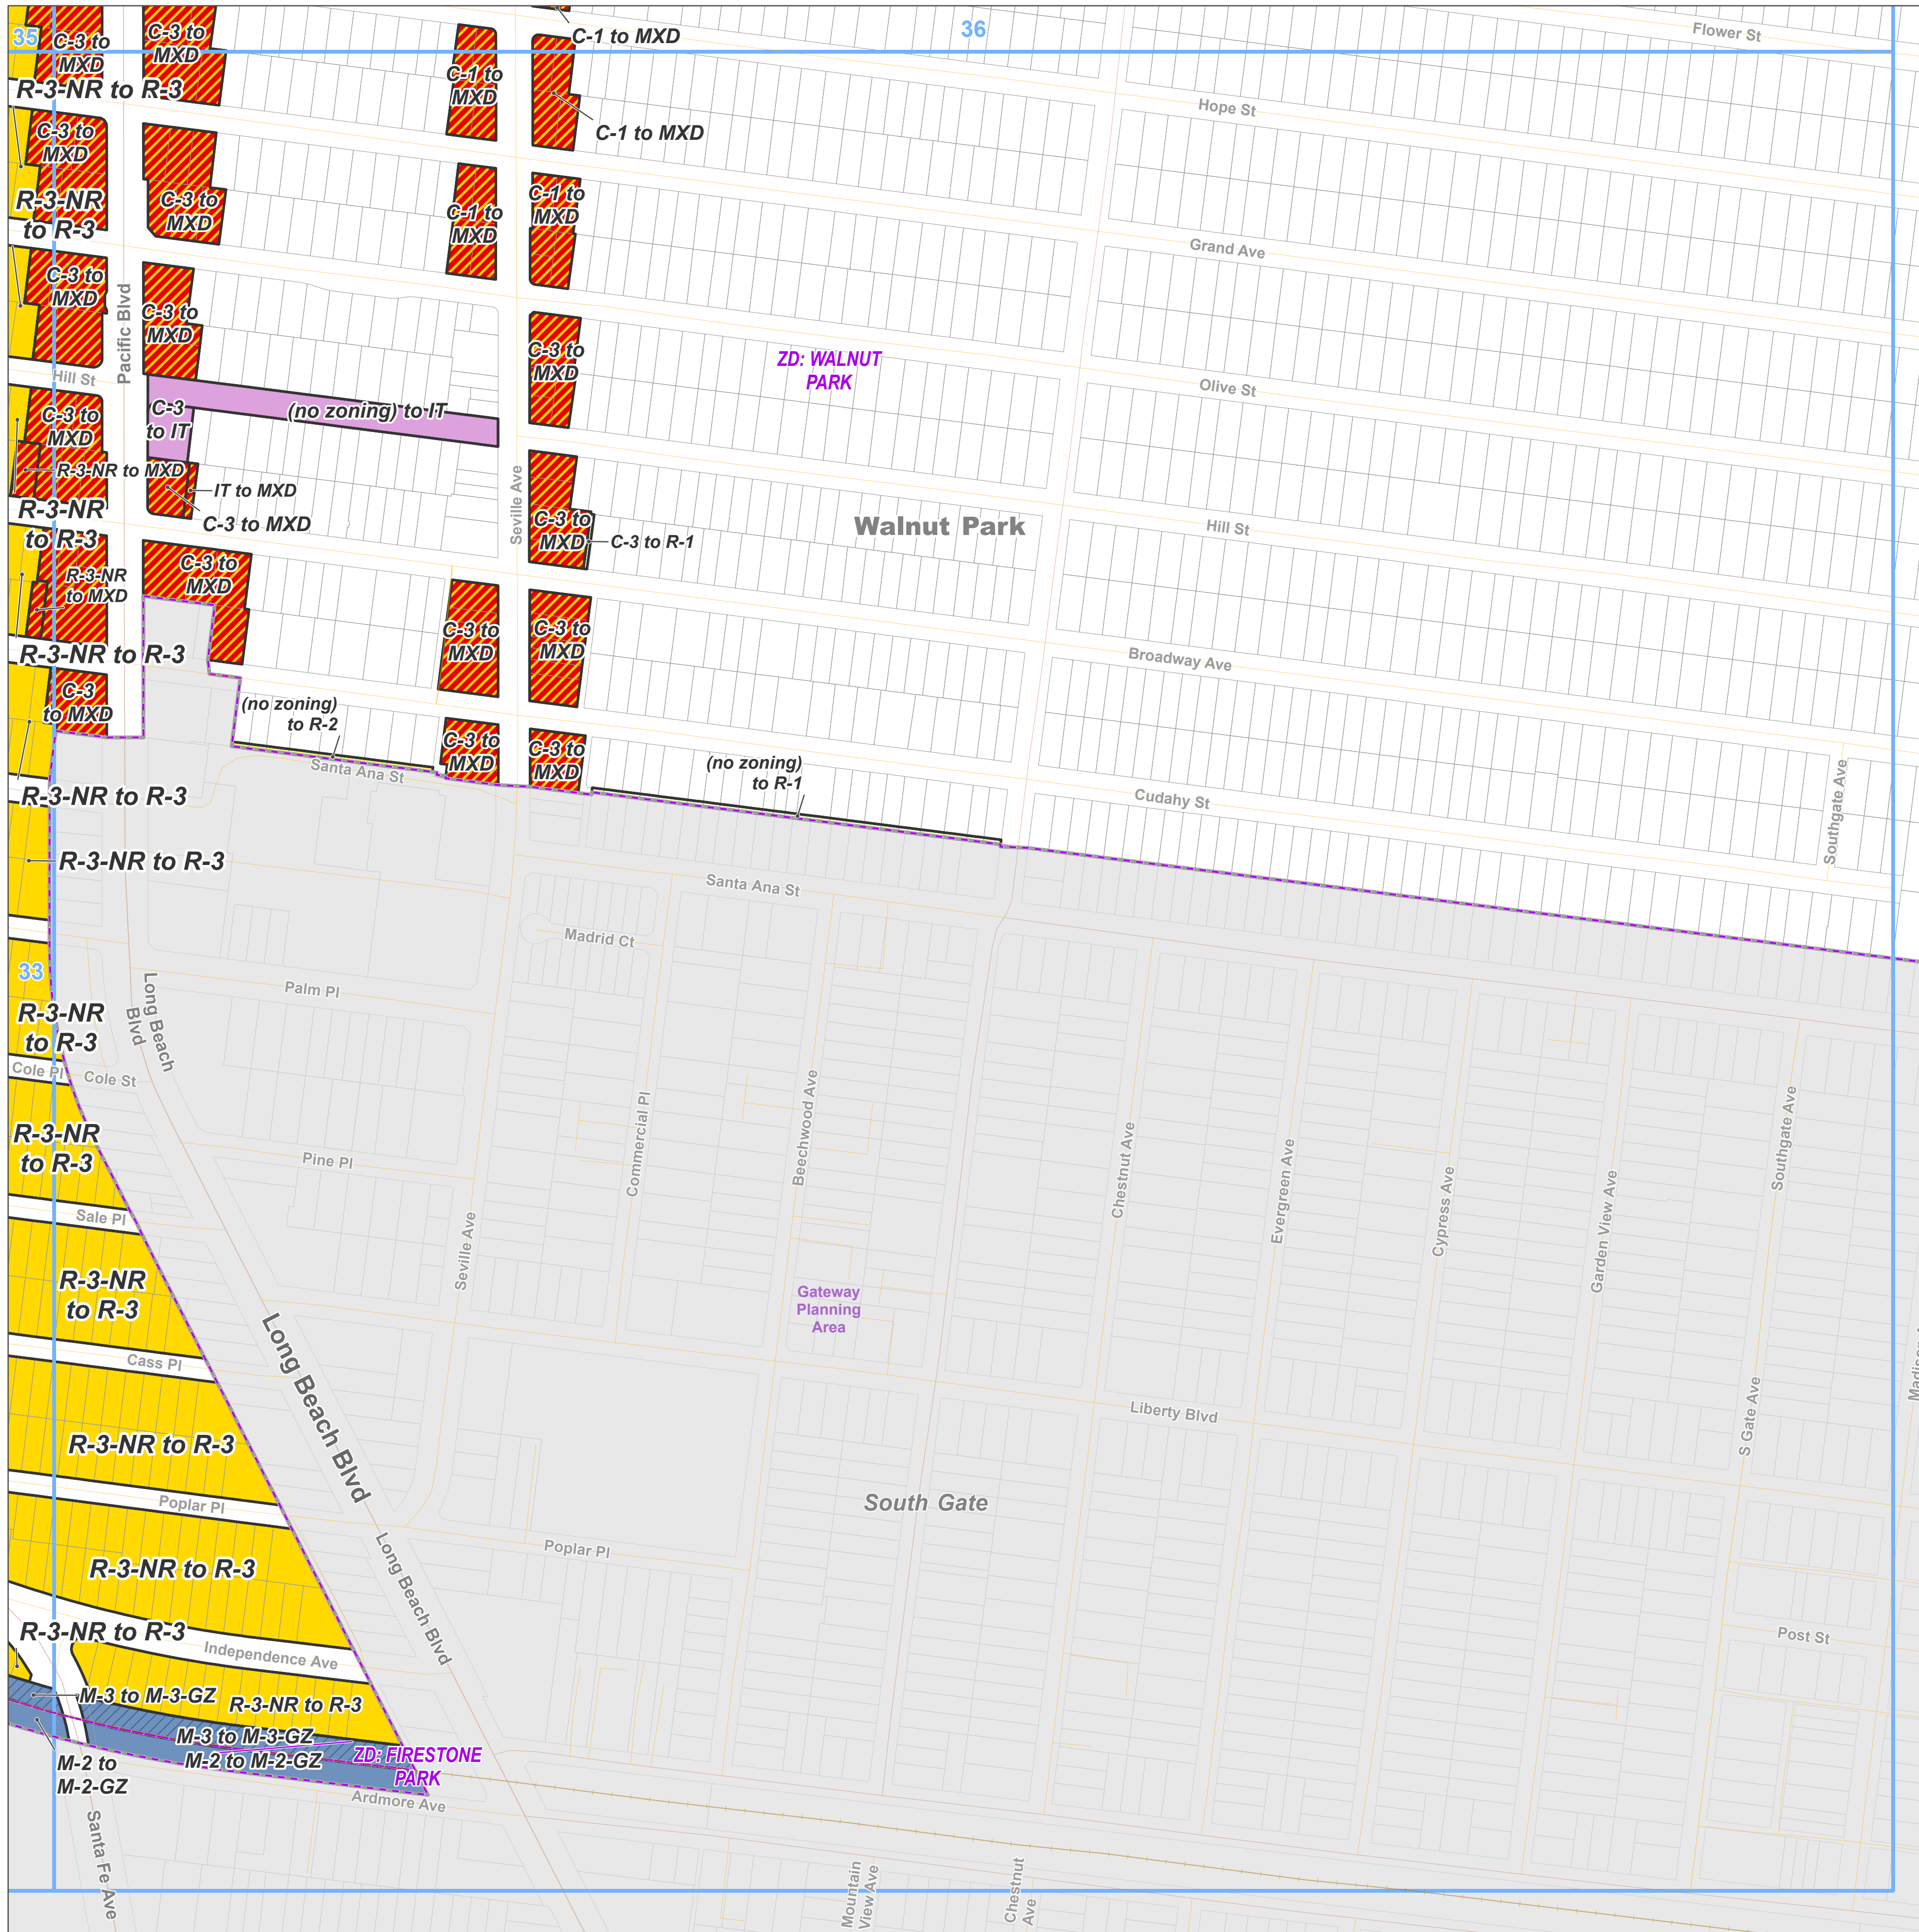 35
36
Flower St
C-3 to
MXD
C-3 to
MXD
C-1 to MXD
C-1 to
MXD
R-3-NR to R-3
Hope St
C-3 to
MXD
C-1 to MXD
R-3-NR
to R-3
C-3 to
MXD
C-1 to
MXD
C-1 to
MXD
Grand Ave
C-3 to
MXD
Pacific Blvd
C-3 to
MXD
C-3 to
MXD
ZD: WALNUT
PARK
Hill St
Olive St
C-3 to
MXD
C-3
to IT
(no zoning) to IT
R-3-NR to MXD
IT to MXD
C-3 to MXD
Seville Ave
R-3-NR
to R-3
C-3 to
MXD
C-3 to R-1
Walnut Park
Hill St
C-3 to
MXD
R-3-NR
to MXD
C-3 to
MXD
C-3 to
MXD
R-3-NR to R-3
Broadway Ave
C-3
to MXD
(no zoning)
to R-2
C-3 to
MXD
C-3 to
MXD
(no zoning)
to R-1
Santa Ana St
R-3-NR to R-3
Cudahy St
Southgate Ave
R-3-NR to R-3
Santa Ana St
Madrid Ct
33
Palm Pl
Long Beach
Blvd
R-3-NR
to R-3
Cole Pl
Cole St
R-3-NR
to R-3
Pine Pl
Commercial Pl
Beechwood Ave
Chestnut Ave
Evergreen Ave
Cypress Ave
Garden View Ave
Southgate Ave
Sale Pl
Seville Ave
R-3-NR
to R-3
Gateway
Planning
Area
Cass Pl
Long Beach Blvd
Liberty Blvd
S Gate Ave
R-3-NR to R-3
Poplar Pl
South Gate
Poplar Pl
R-3-NR to R-3
Long Beach Blvd
R-3-NR to R-3
Independence Ave
Post St
M-3 to M-3-GZ
R-3-NR to R-3
M-3 to M-3-GZ
M-2 to M-2-GZ
ZD: FIRESTONE
PARK
M-2 to
M-2-GZ
Ardmore Ave
Santa Fe Ave
Mountain
View Ave
Chestnut
Ave